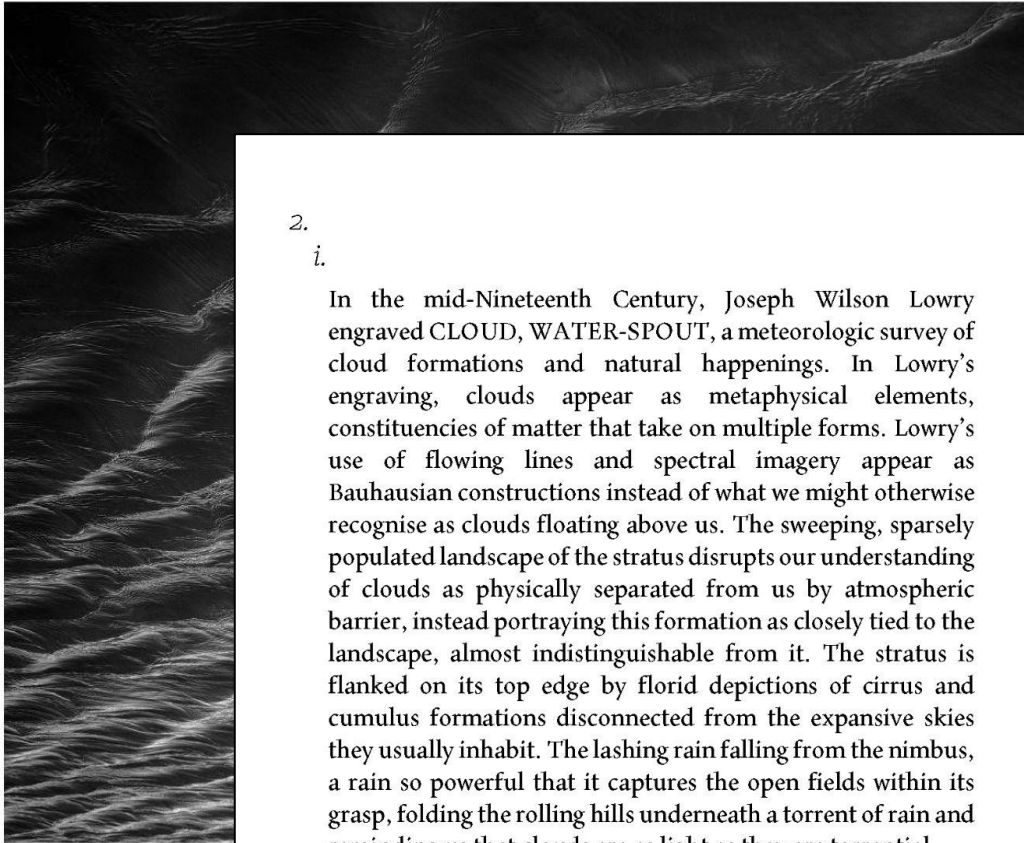 2.
i.
In the mid-Nineteenth Century, Joseph Wilson Lowry
engraved CLOUD, WATER-SPOUT, a meteorologic survey of
cloud formations and natural happenings. In Lowry's
engraving, clouds appear as metaphysical elements,
constituencies of matter that take on multiple forms. Lowry's
use of flowing lines and spectral imagery appear as
Bauhausian constructions instead of what we might otherwise
recognise as clouds floating above us. The sweeping, sparsely
populated landscape of the stratus disrupts our understanding
of clouds as physically separated from us by atmospheric
barrier, instead portraying this formation as closely tied to the
landscape, almost indistinguishable from it. The stratus is
flanked on its top edge by florid depictions of cirrus and
cumulus formations disconnected from the expansive skies
they usually inhabit. The lashing rain falling from the nimbus,
a rain so powerful that it captures the open fields within its
grasp, folding the rolling hills underneath a torrent of rain and